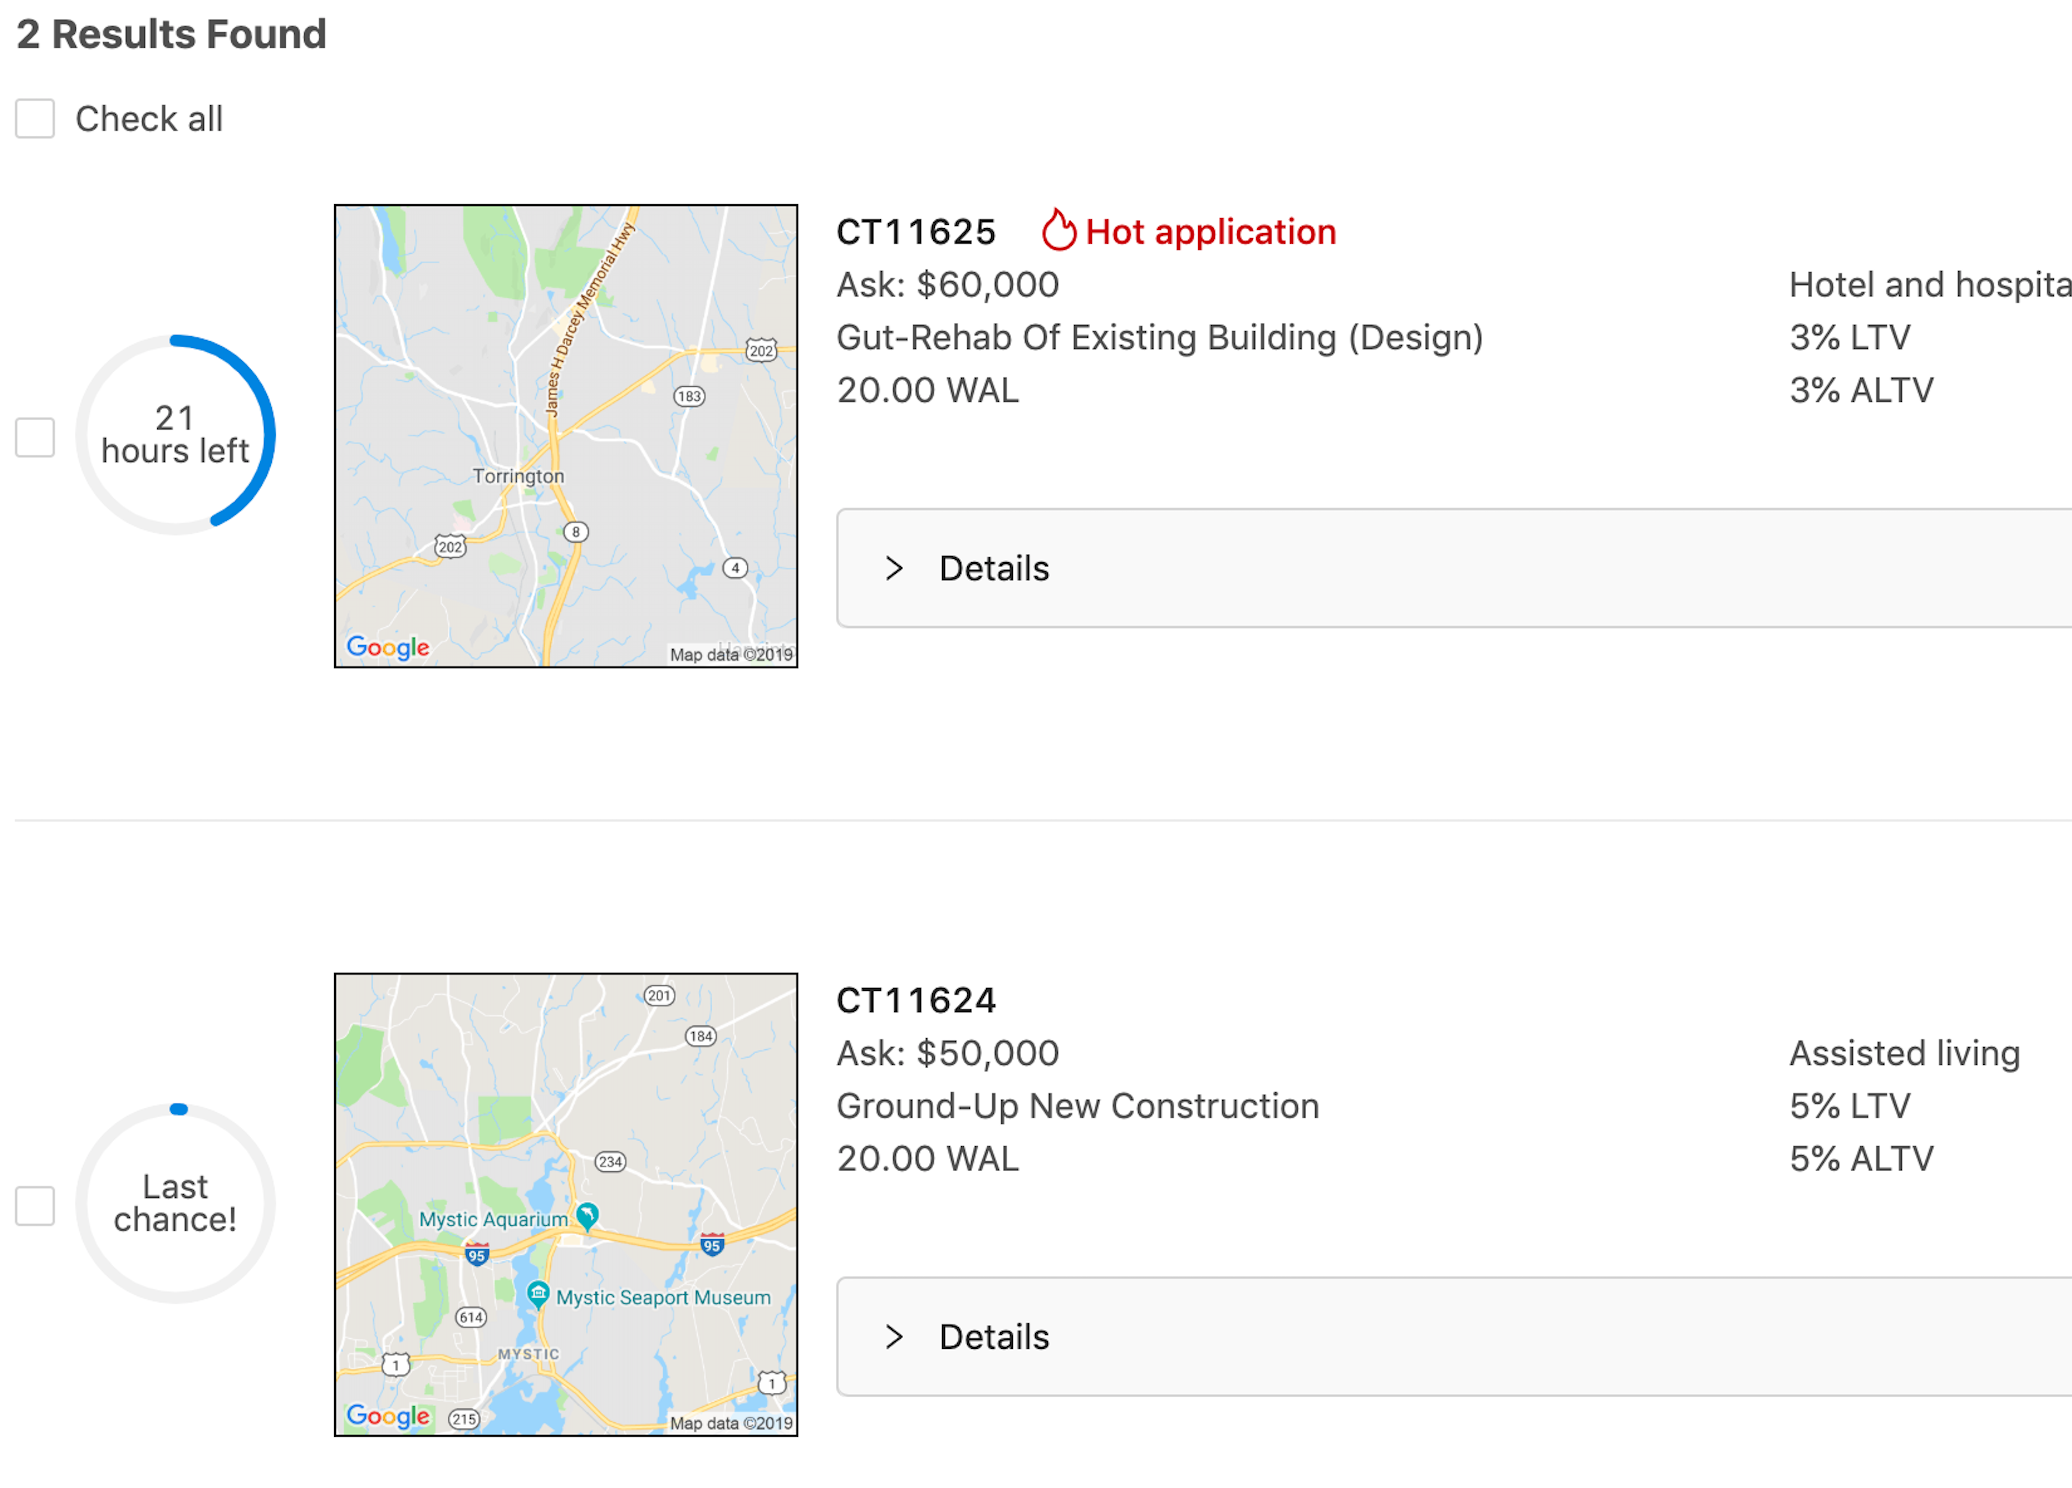 2 Results Found
Check all
21
hours left
James H Darcey Memorial Hwy
202
183
Torrington
8
202
4
Google
Map data ©2019
CT11625
Hot application
Ask: $60,000
Hotel and hospita
Gut-Rehab Of Existing Building (Design)
3% LTV
20.00 WAL
3% ALTV
> Details
Last
chance!
201
184
234
Mystic Aquarium
95
95
Mystic Seaport Museum
614
MYSTIC
1
1
Google
215
Map data ©2019
CT11624
Ask: $50,000
Assisted living
Ground-Up New Construction
5% LTV
20.00 WAL
5% ALTV
> Details